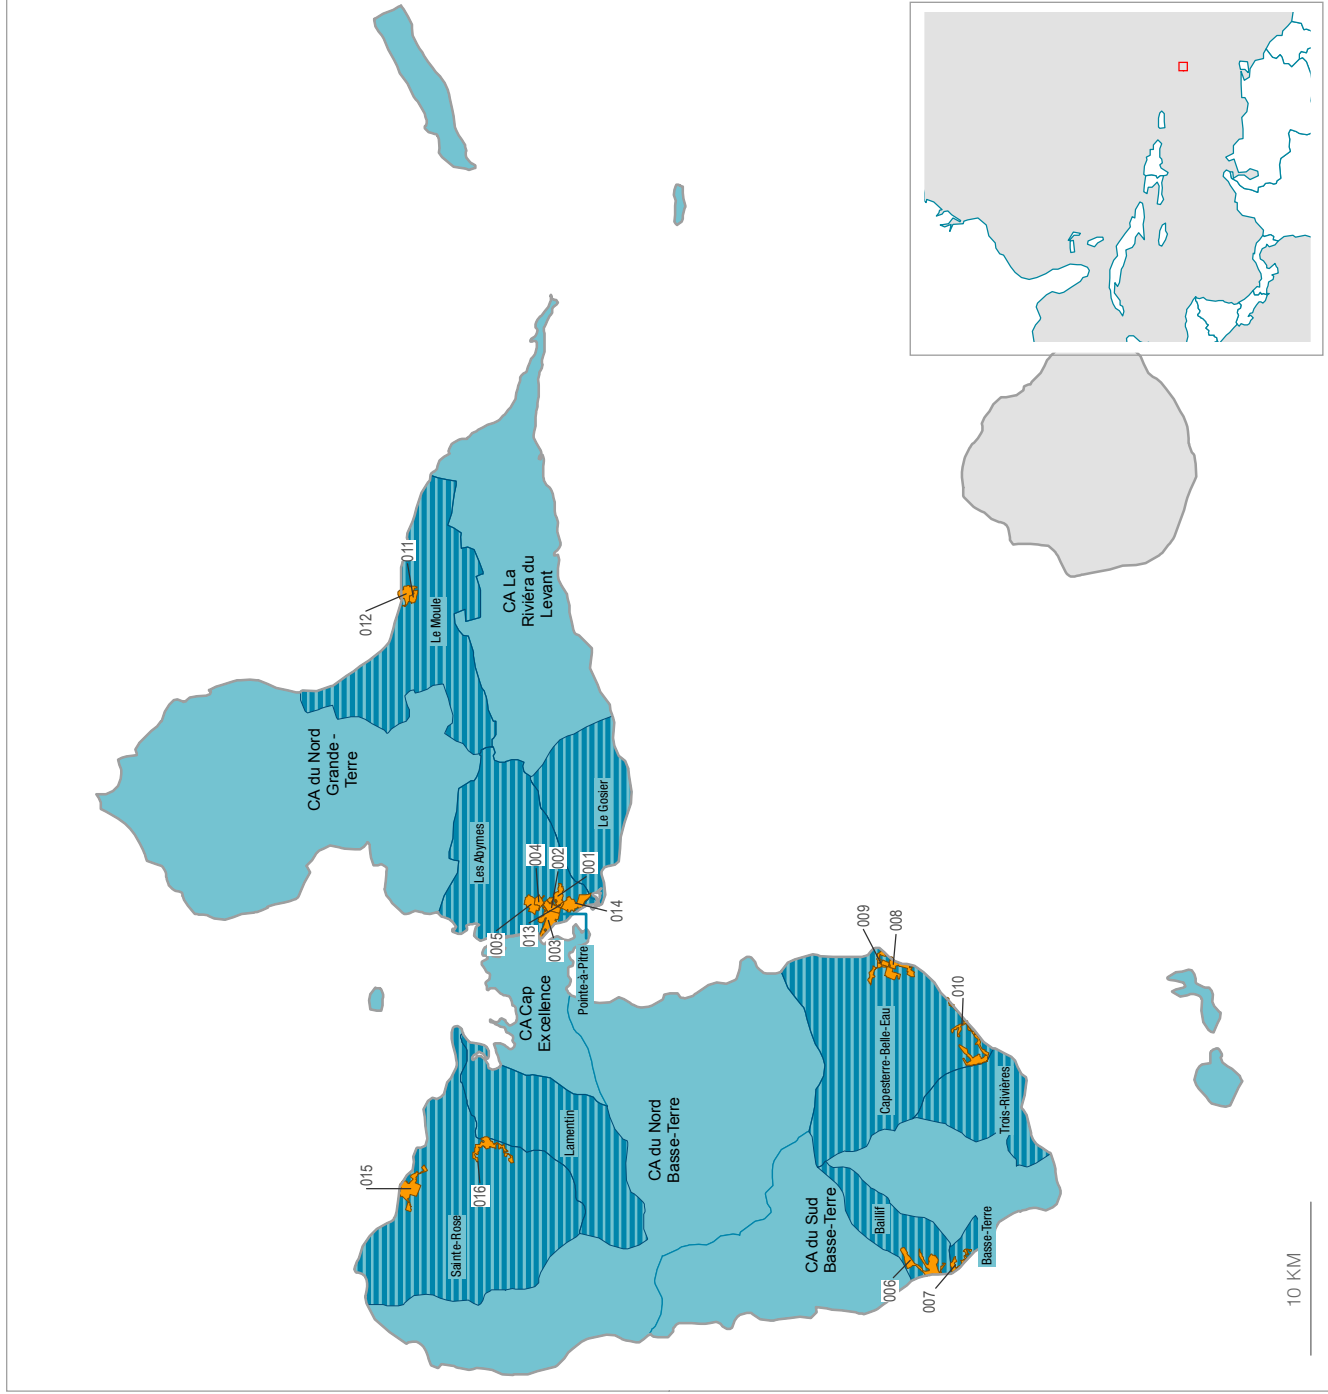 012
011
Le Moule
CA du Nord
Grande -
Terre
CA La
Riviéra du
Levant
Les Abymes
Le Gosier
005
013
003
004
002
001
014
Pointe-à-Pitre
CA Cap
Excellence
015
016
Sainte-Rose
Lamentin
CA du Nord
Basse-Terre
CA du Sud
Basse-Terre
009
008
010
Capesterre-Belle-Eau
Trois-Rivières
Baillif
006
007
Basse-Terre
10 KM